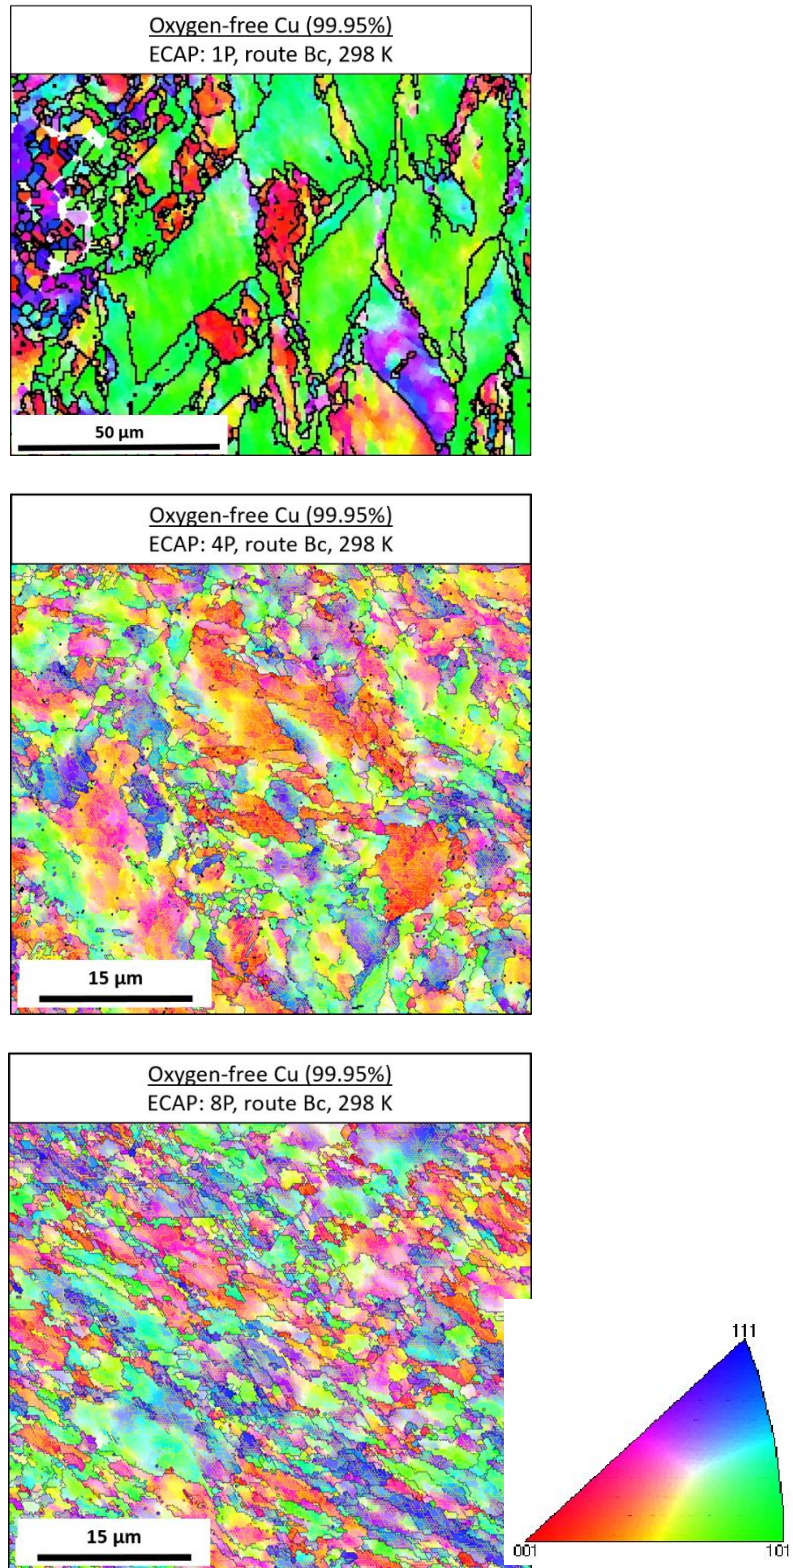 Oxygen-free Cu (99.95%)
ECAP: 1P, route Bc, 298 K
50 µm
Oxygen-free Cu (99.95%)
ECAP: 4P, route Bc, 298 K
15 µm
Oxygen-free Cu (99.95%)
ECAP: 8P, route Bc, 298 K
15 µm
111
001
101